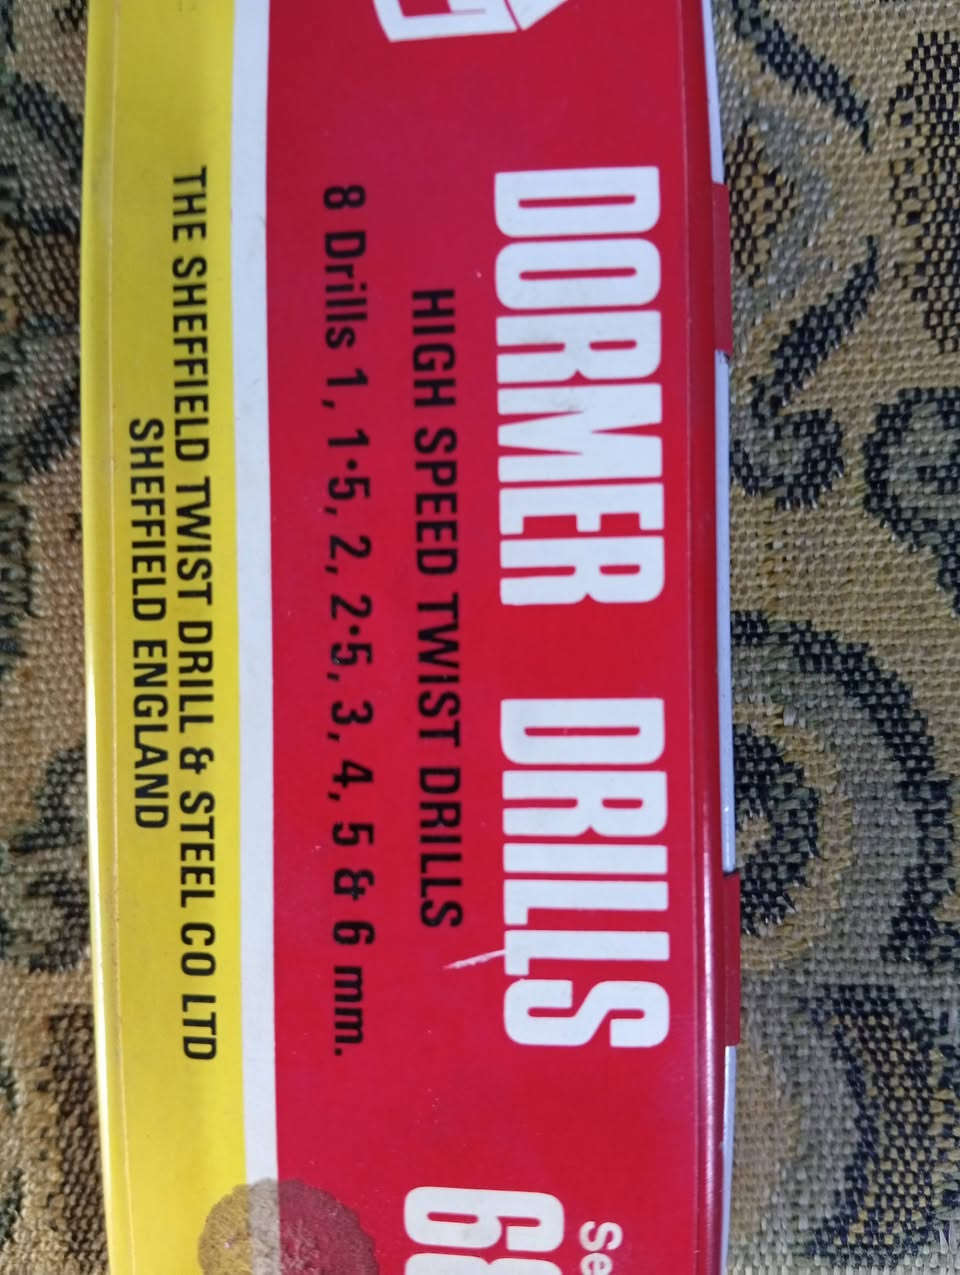 DORMER DRILLS
HIGH SPEED TWIST DRILLS
8 Drills 1, 1·5, 2, 2·5, 3, 4, 5 & 6 mm.
THE SHEFFIELD TWIST DRILL & STEEL CO LTD
SHEFFIELD ENGLAND